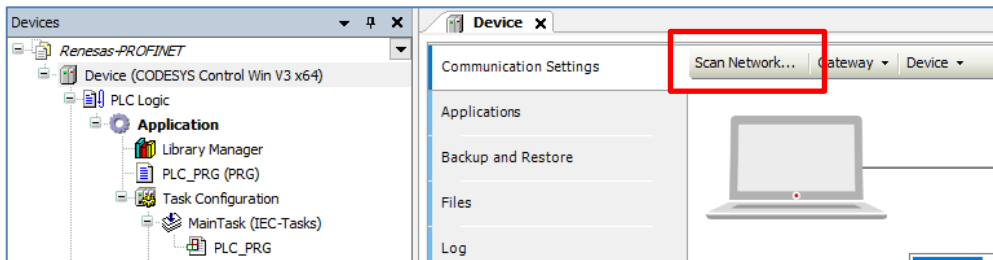 Devices
Renesas-PROFINET
Device (CODESYS Control Win V3 x64)
PLC Logic
Application
Library Manager
PLC_PRG (PRG)
Task Configuration
MainTask (IEC-Tasks)
PLC_PRG
Device
Communication Settings
Applications
Backup and Restore
Files
Log
Scan Network... Gateway Device